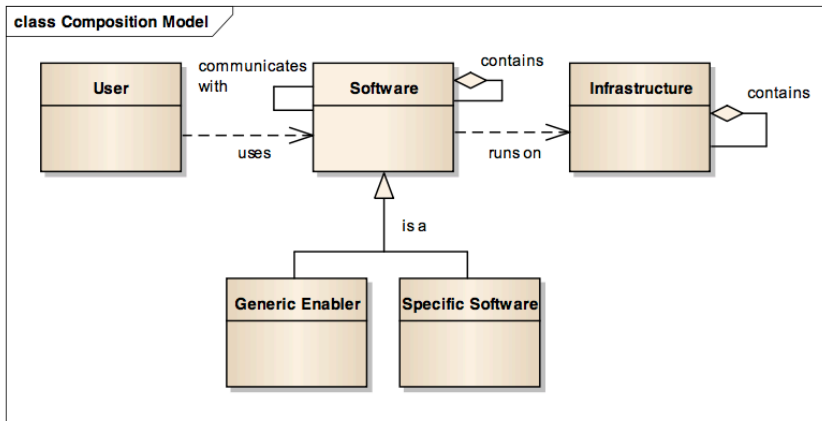 class Composition Model
User
communicates
with
Software
contains
Infrastructure
contains
uses
runs on
is a
Generic Enabler
Specific Software